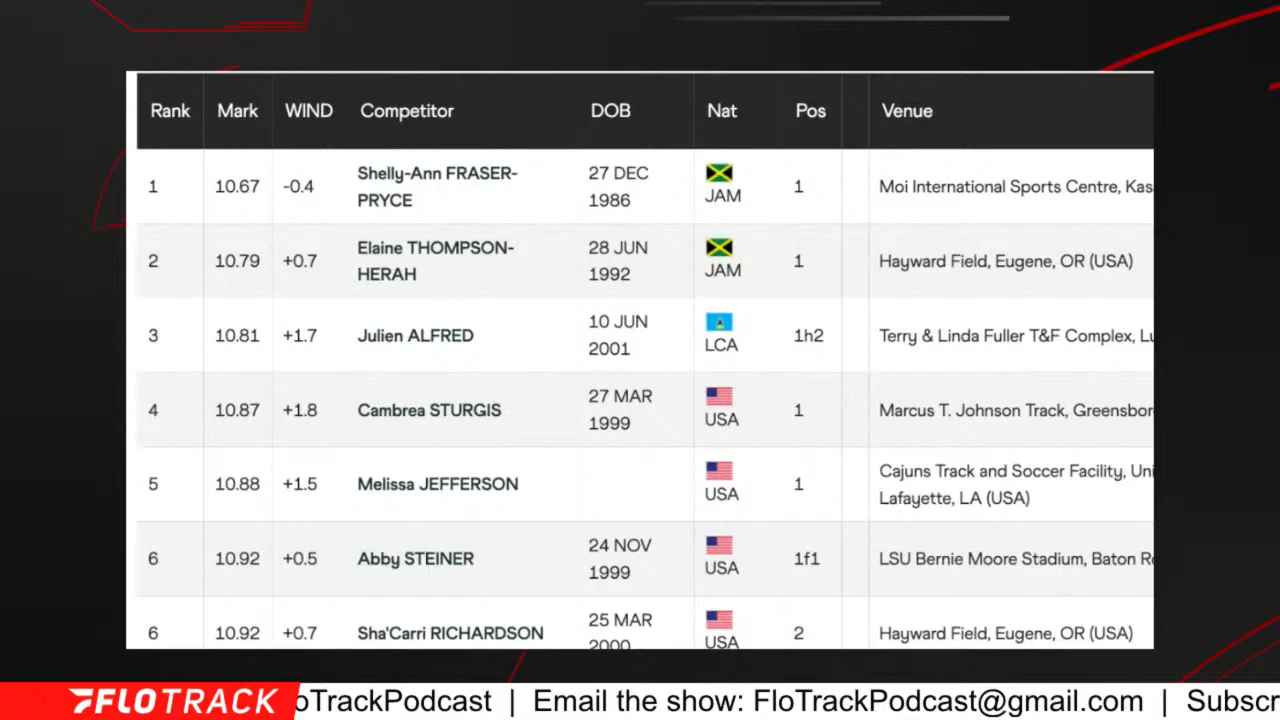 Rank Mark WIND Competitor DOB Nat Pos Venue
1 10.67 -0.4 Shelly-Ann FRASER-PRYCE 27 DEC 1986 JAM 1 Moi International Sports Centre, Kas
2 10.79 +0.7 Elaine THOMPSON-HERAH 28 JUN 1992 JAM 1 Hayward Field, Eugene, OR (USA)
3 10.81 +1.7 Julien ALFRED 10 JUN 2001 LCA 1h2 Terry & Linda Fuller T&F Complex, Lu
4 10.87 +1.8 Cambrea STURGIS 27 MAR 1999 USA 1 Marcus T. Johnson Track, Greensbor
5 10.88 +1.5 Melissa JEFFERSON USA 1 Cajuns Track and Soccer Facility, Uni Lafayette, LA (USA)
6 10.92 +0.5 Abby STEINER 24 NOV 1999 USA 1f1 LSU Bernie Moore Stadium, Baton Ro
6 10.92 +0.7 Sha'Carri RICHARDSON 25 MAR 2000 USA 2 Hayward Field, Eugene, OR (USA)
FLOTRACK oTrackPodcast | Email the show: FloTrackPodcast@gmail.com | Subscr